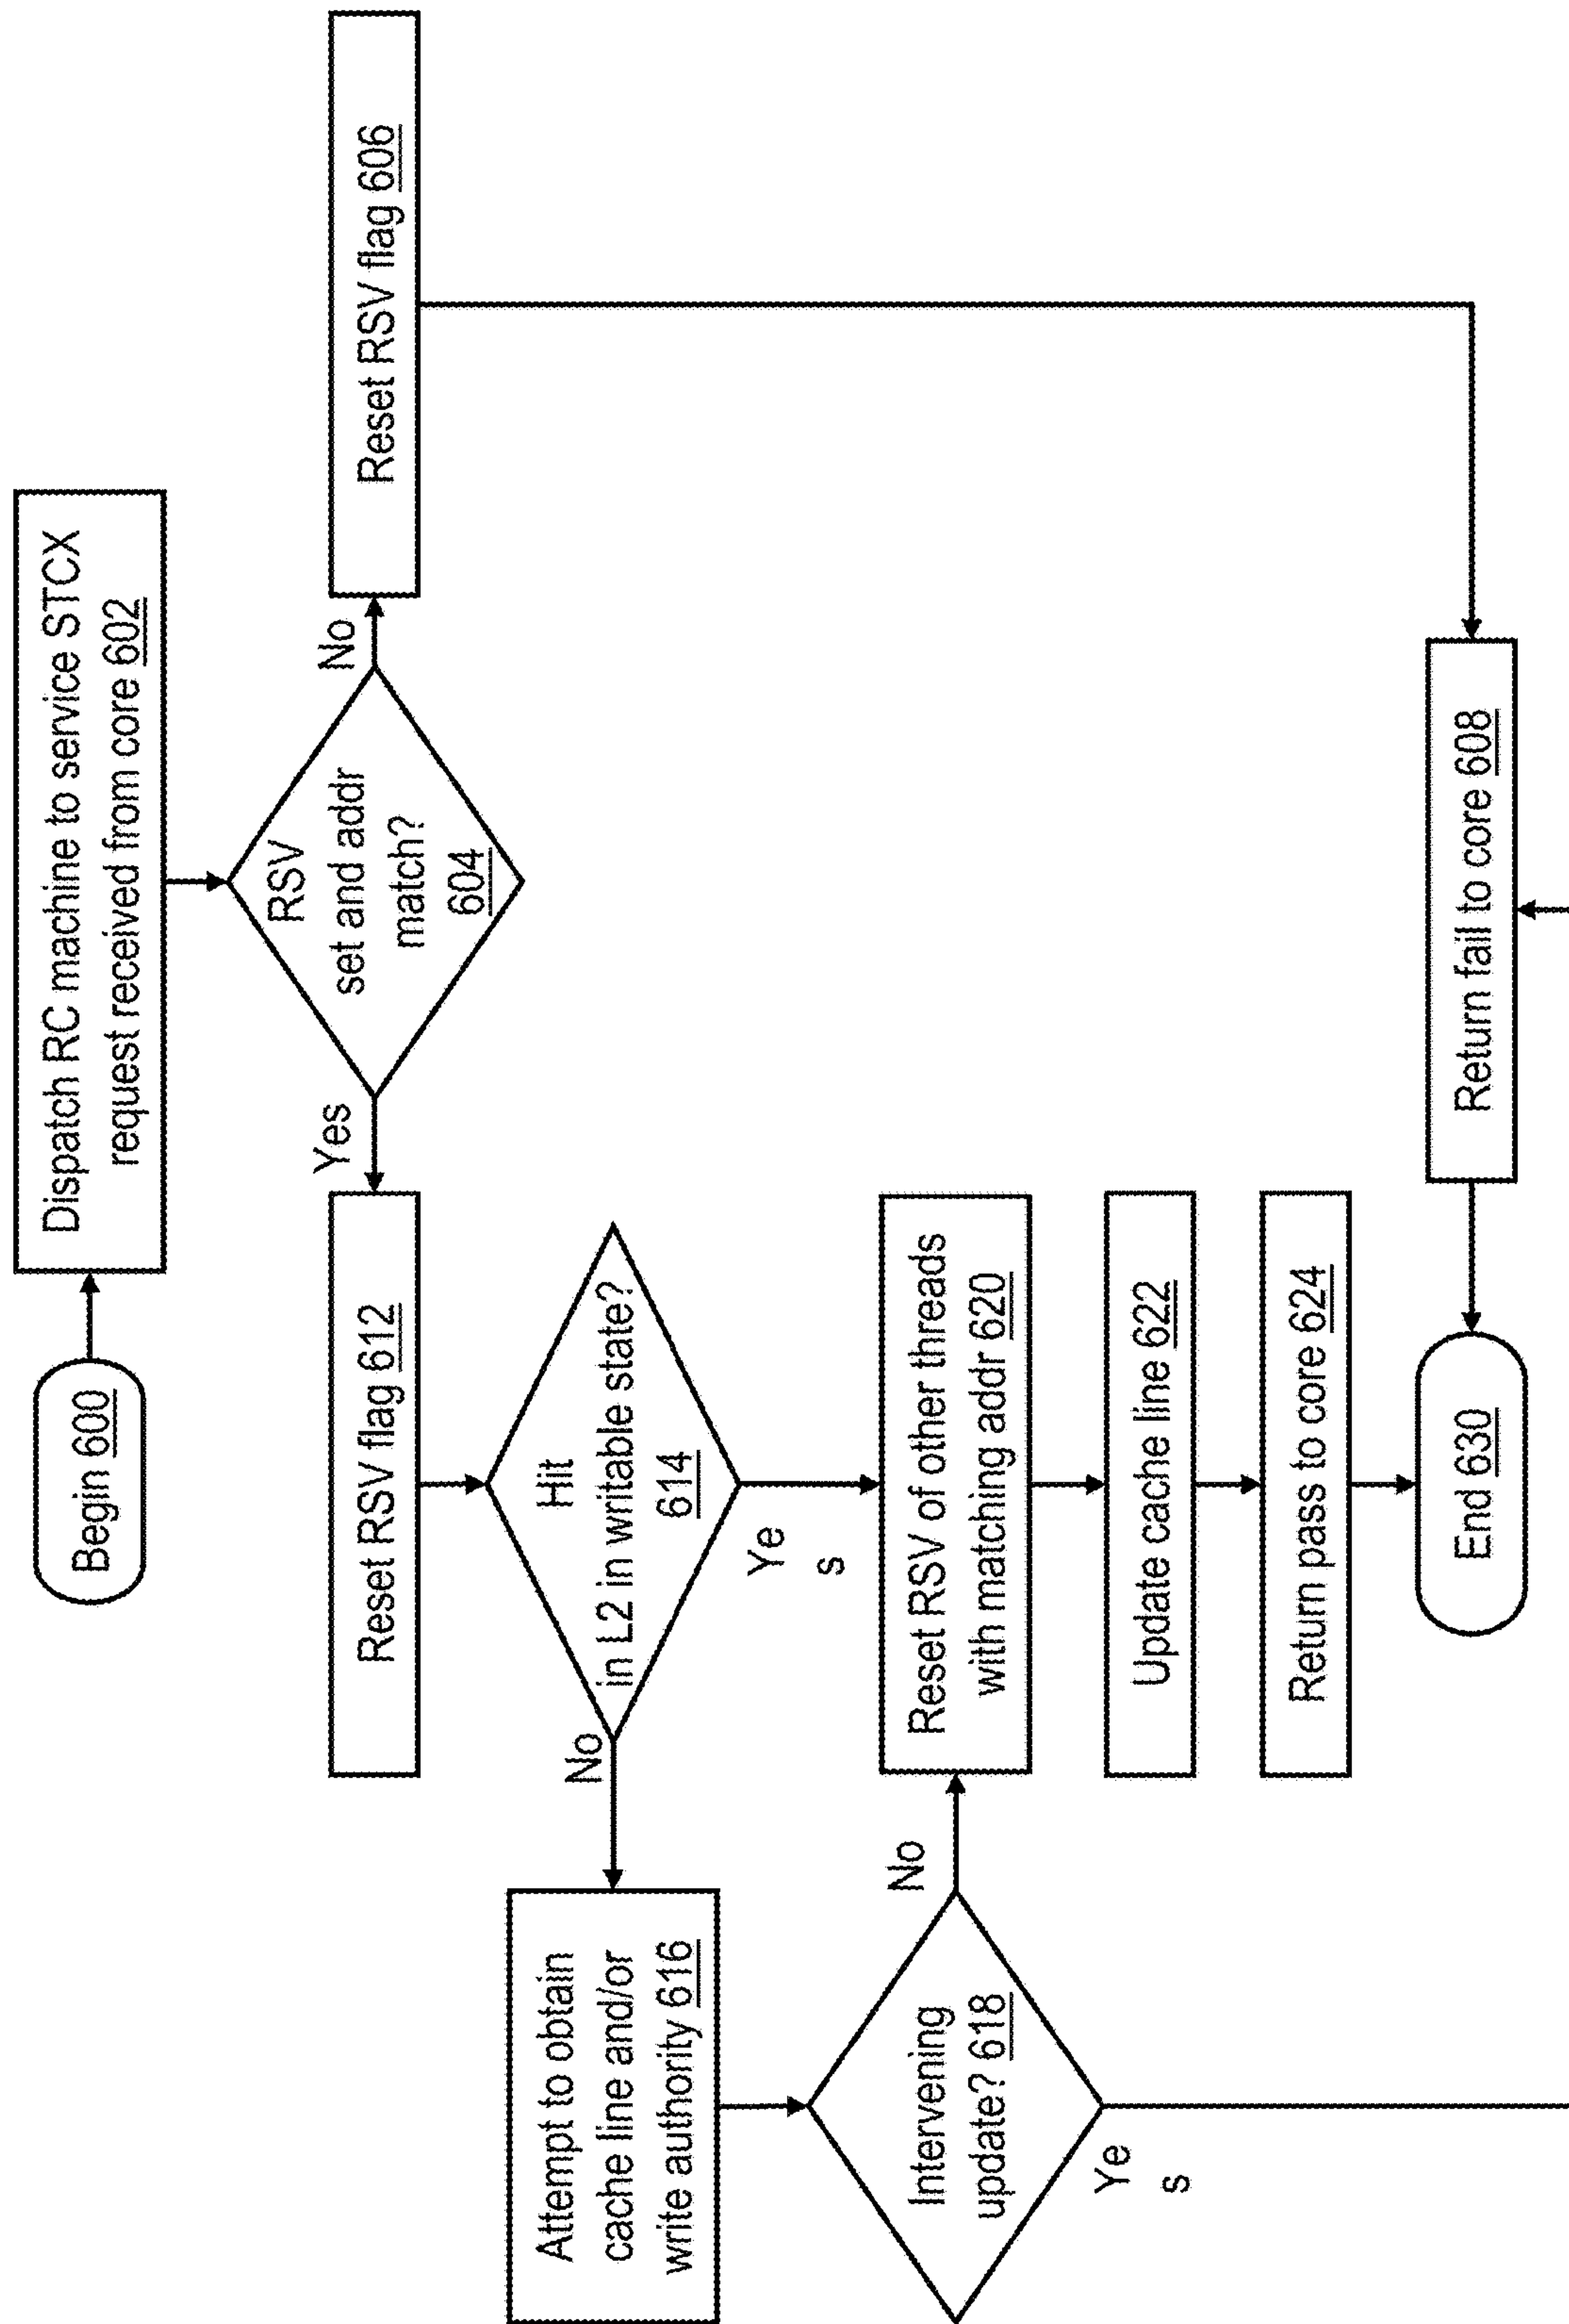 Begin 600
Dispatch RC machine to service STCX
request received from core 602
RSV
set and addr
match?
604
Yes
No
Reset RSV flag 612
Reset RSV flag 606
Hit
in L2 in writable state?
614
No
Ye
s
Attempt to obtain
cache line and/or
write authority 616
Intervening
update? 618
No
Ye
s
Reset RSV of other threads
with matching addr 620
Update cache line 622
Return pass to core 624
Return fail to core 608
End 630